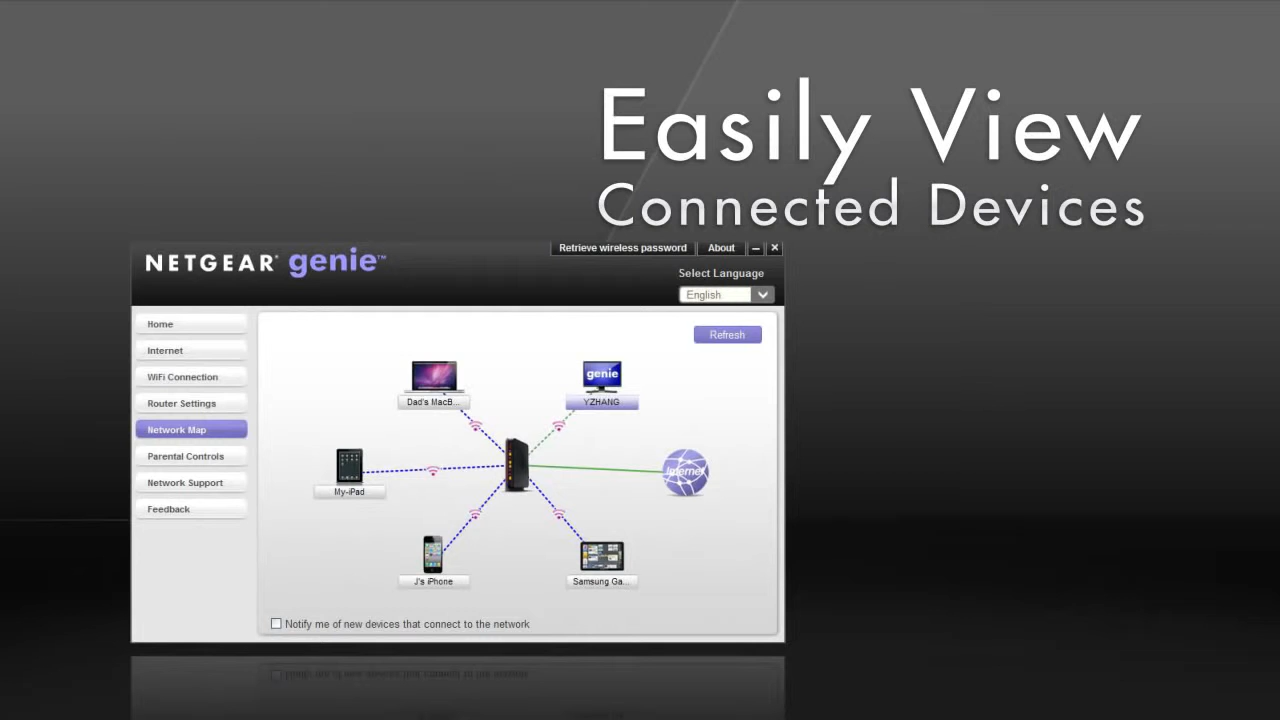 Easily View
Connected Devices
Retrieve wireless password
About
NETGEAR® genie™
Select Language
English
Home
Internet
WiFi Connection
Router Settings
Network Map
Parental Controls
Network Support
Feedback
Refresh
genie
Dad's MacB...
YZHANG
Internet
My-iPad
J's iPhone
Samsung Ga...
Notify me of new devices that connect to the network